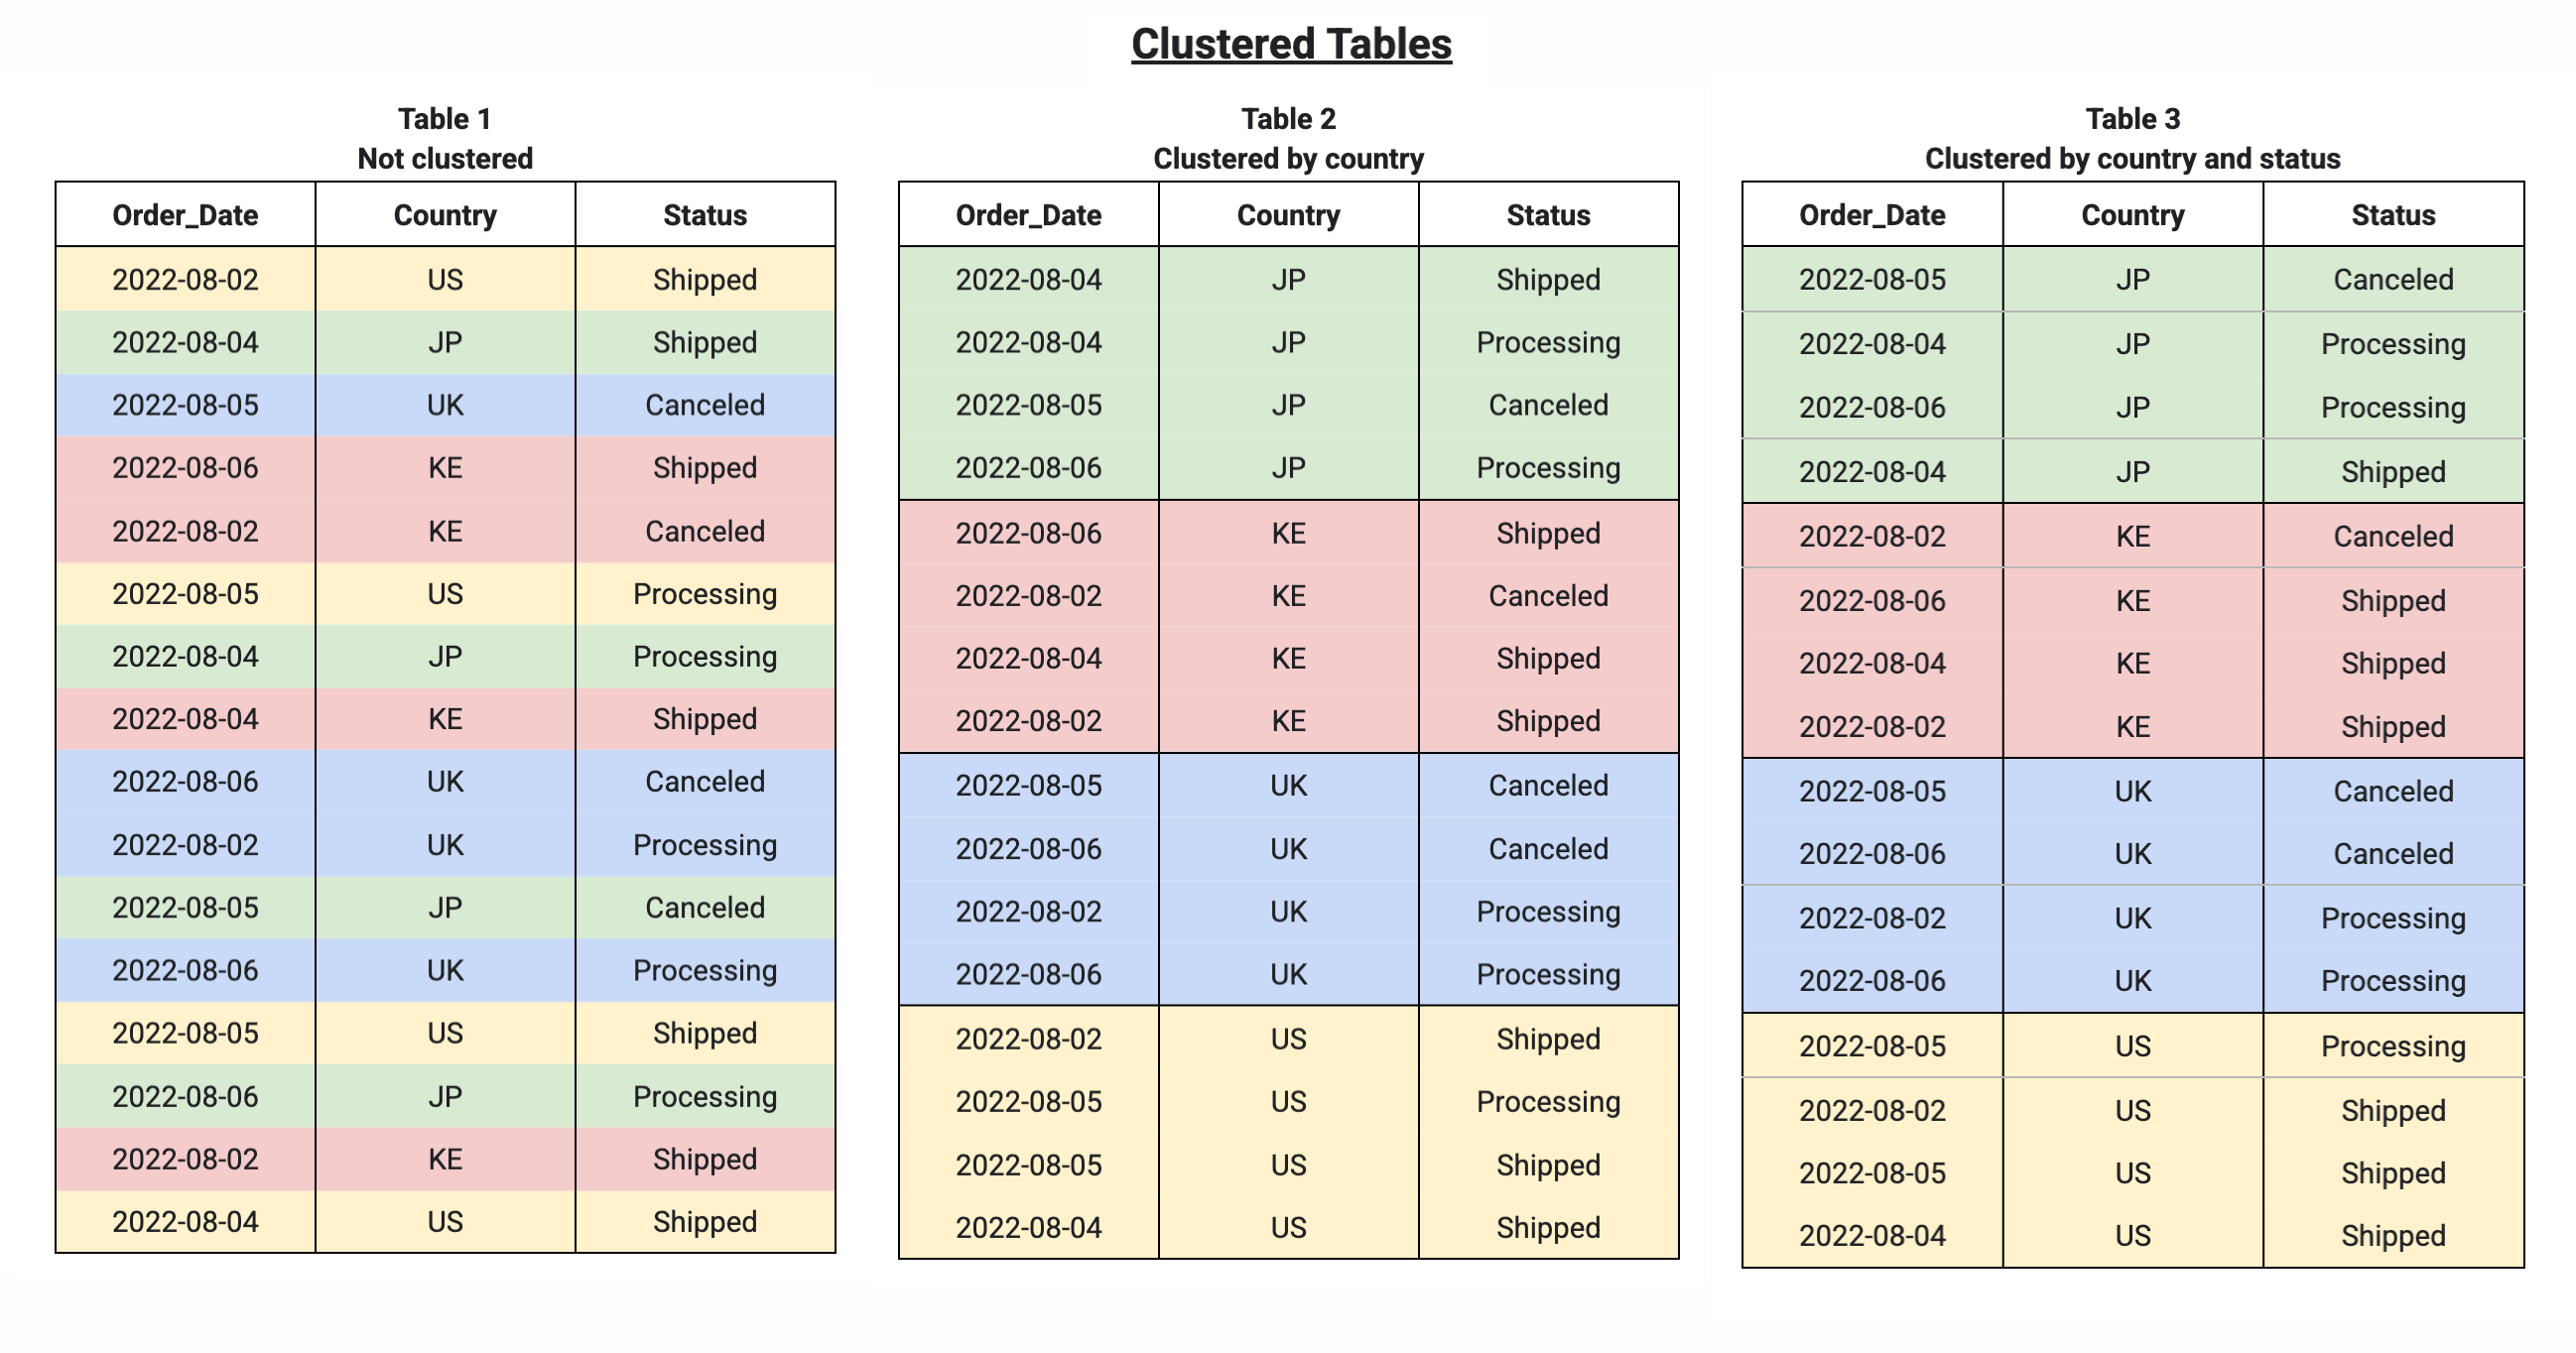 Clustered Tables
Table 1
Not clustered
Order_Date Country Status
2022-08-02 US Shipped
2022-08-04 JP Shipped
2022-08-05 UK Canceled
2022-08-06 KE Shipped
2022-08-02 KE Canceled
2022-08-05 US Processing
2022-08-04 JP Processing
2022-08-04 KE Shipped
2022-08-06 UK Canceled
2022-08-02 UK Processing
2022-08-05 JP Canceled
2022-08-06 UK Processing
2022-08-05 US Shipped
2022-08-06 JP Processing
2022-08-02 KE Shipped
2022-08-04 US Shipped
Table 2
Clustered by country
Order_Date Country Status
2022-08-04 JP Shipped
2022-08-04 JP Processing
2022-08-05 JP Canceled
2022-08-06 JP Processing
2022-08-06 KE Shipped
2022-08-02 KE Canceled
2022-08-04 KE Shipped
2022-08-02 KE Shipped
2022-08-05 UK Canceled
2022-08-06 UK Canceled
2022-08-02 UK Processing
2022-08-06 UK Processing
2022-08-02 US Shipped
2022-08-05 US Processing
2022-08-05 US Shipped
2022-08-04 US Shipped
Table 3
Clustered by country and status
Order_Date Country Status
2022-08-05 JP Canceled
2022-08-04 JP Processing
2022-08-06 JP Processing
2022-08-04 JP Shipped
2022-08-02 KE Canceled
2022-08-06 KE Shipped
2022-08-04 KE Shipped
2022-08-02 KE Shipped
2022-08-05 UK Canceled
2022-08-06 UK Canceled
2022-08-02 UK Processing
2022-08-06 UK Processing
2022-08-05 US Processing
2022-08-02 US Shipped
2022-08-05 US Shipped
2022-08-04 US Shipped